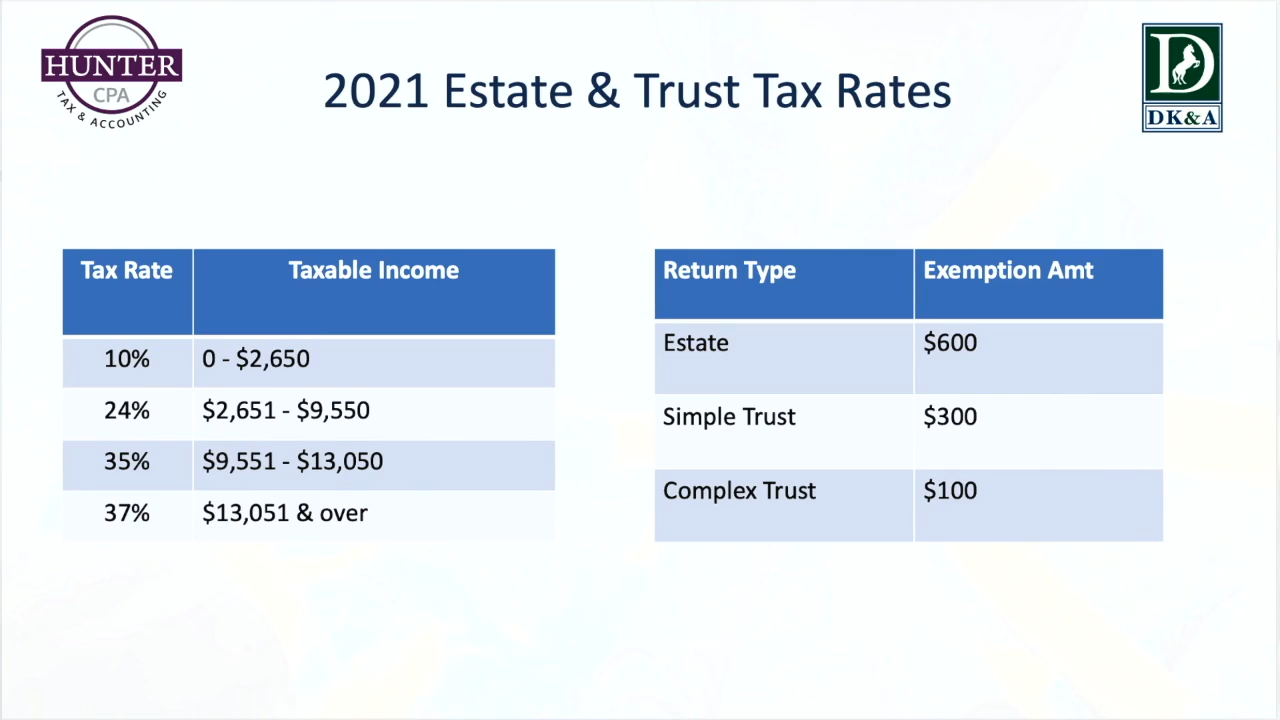 HUNTER
CPA
TAX & ACCOUNTING
2021 Estate & Trust Tax Rates
D
DK&A
Tax Rate Taxable Income
10% 0 - $2,650
24% $2,651 - $9,550
35% $9,551 - $13,050
37% $13,051 & over
Return Type Exemption Amt
Estate $600
Simple Trust $300
Complex Trust $100